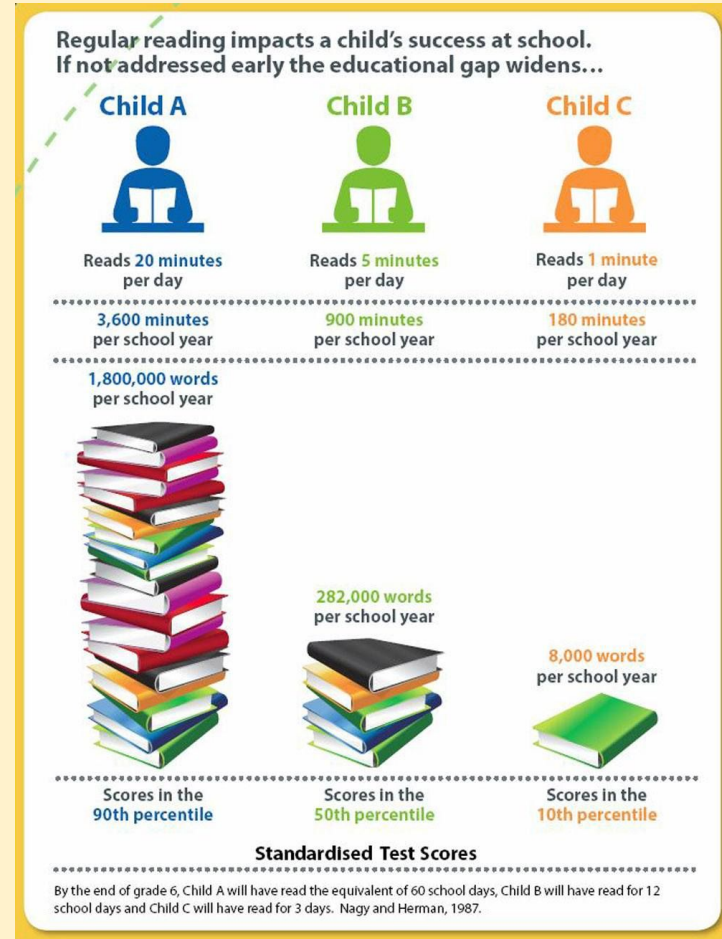 Regular reading impacts a child's success at school.
If not addressed early the educational gap widens...
Child A
Child B
Child C
Reads 20 minutes
per day
Reads 5 minutes
per day
Reads 1 minute
per day
3,600 minutes
per school year
900 minutes
per school year
180 minutes
per school year
1,800,000 words
per school year
282,000 words
per school year
8,000 words
per school year
Scores in the
90th percentile
Scores in the
50th percentile
Scores in the
10th percentile
Standardised Test Scores
By the end of grade 6, Child A will have read the equivalent of 60 school days, Child B will have read for 12
school days and Child C will have read for 3 days. Nagy and Herman, 1987.